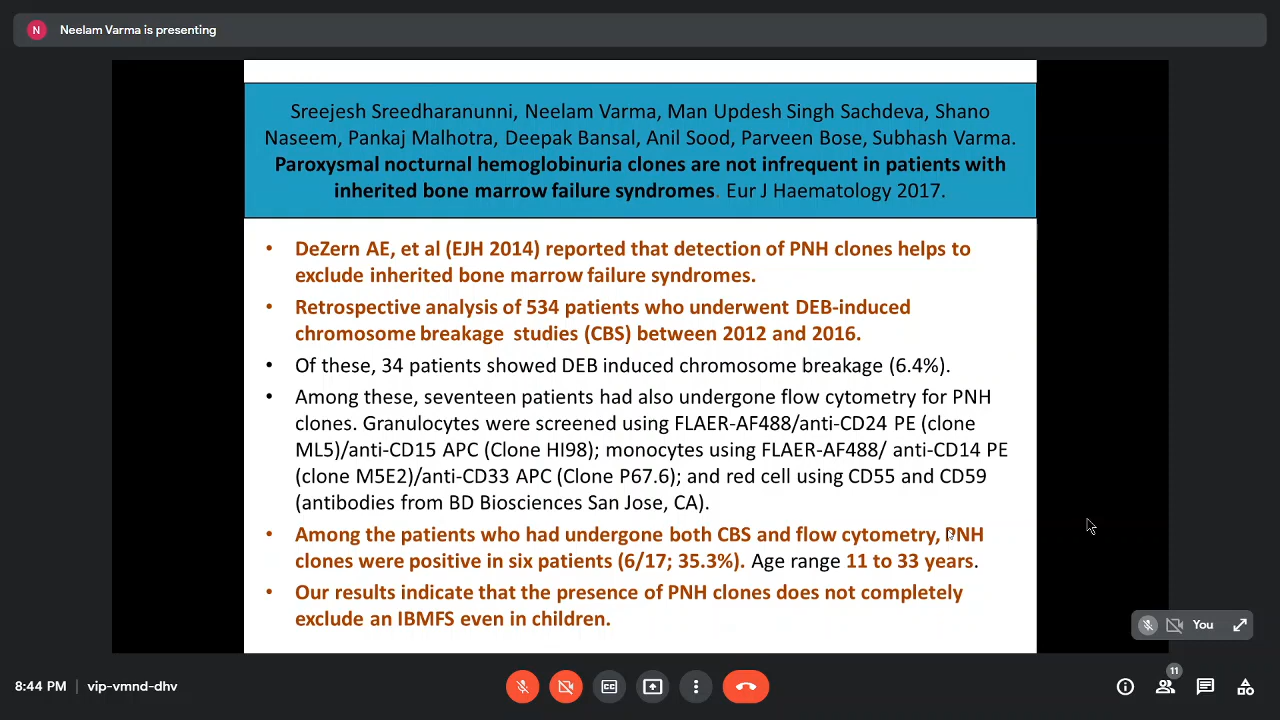 N Neelam Varma is presenting
Sreejesh Sreedharanunni, Neelam Varma, Man Updesh Singh Sachdeva, Shano
Naseem, Pankaj Malhotra, Deepak Bansal, Anil Sood, Parveen Bose, Subhash Varma.
Paroxysmal nocturnal hemoglobinuria clones are not infrequent in patients with
inherited bone marrow failure syndromes. Eur J Haematology 2017.
• DeZern AE, et al (EJH 2014) reported that detection of PNH clones helps to
exclude inherited bone marrow failure syndromes.
• Retrospective analysis of 534 patients who underwent DEB-induced
chromosome breakage studies (CBS) between 2012 and 2016.
• Of these, 34 patients showed DEB induced chromosome breakage (6.4%).
• Among these, seventeen patients had also undergone flow cytometry for PNH
clones. Granulocytes were screened using FLAER-AF488/anti-CD24 PE (clone
ML5)/anti-CD15 APC (Clone HI98); monocytes using FLAER-AF488/ anti-CD14 PE
(clone M5E2)/anti-CD33 APC (Clone P67.6); and red cell using CD55 and CD59
(antibodies from BD Biosciences San Jose, CA).
• Among the patients who had undergone both CBS and flow cytometry, PNH
clones were positive in six patients (6/17; 35.3%). Age range 11 to 33 years.
• Our results indicate that the presence of PNH clones does not completely
exclude an IBMFS even in children.
You
11
8:44 PM | vip-vmnd-dhv